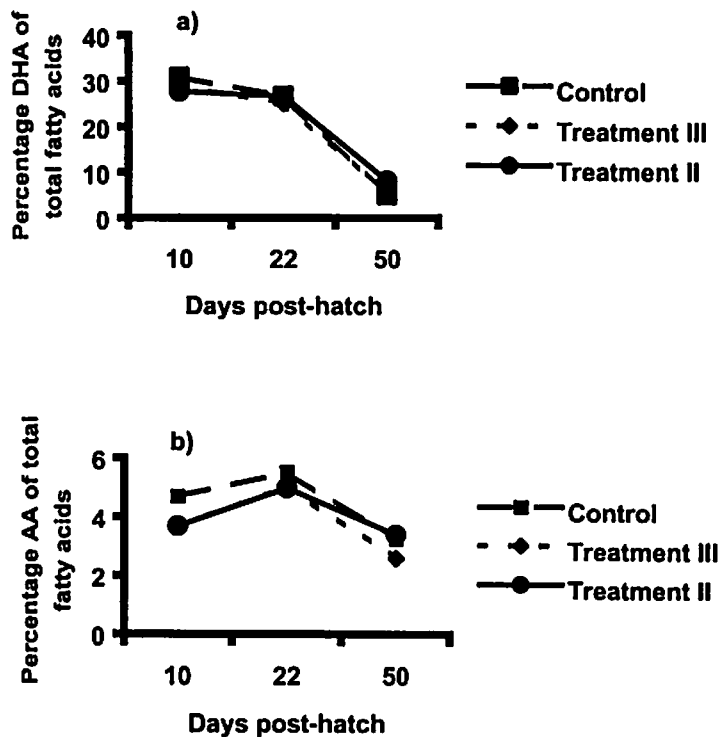 a)
Percentage DHA of
total fatty acids
40
30
20
10
0
10 22 50
Days post-hatch
Control
Treatment III
Treatment II
b)
Percentage AA of total
fatty acids
6
4
2
0
10 22 50
Days post-hatch
Control
Treatment III
Treatment II